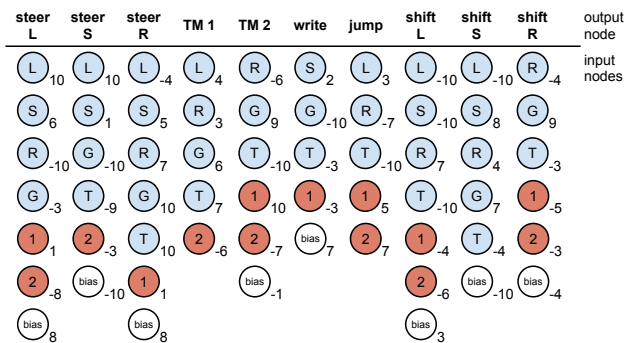 steer L steer S steer R TM 1 TM 2 write jump shift L shift S shift R output node
L 10 L 10 L -4 L 4 R -6 S 2 L 3 L -10 L -10 R -4 input nodes
S 6 S 1 S 5 R 3 G 9 G -10 R -7 S -10 S 8 G 9
R -10 G -10 R 7 G 6 T -10 T -3 T -10 R 7 R 4 T -3
G -3 T -9 G 10 T 7 1 10 1 -3 1 5 T -10 G 7 1 -5
1 1 2 -3 T 10 2 -6 2 -7 bias 7 2 7 1 -4 T -4 2 -3
2 -8 bias -10 1 1 bias -1 2 -6 bias -10 bias -4
bias 8 bias 8 bias 3